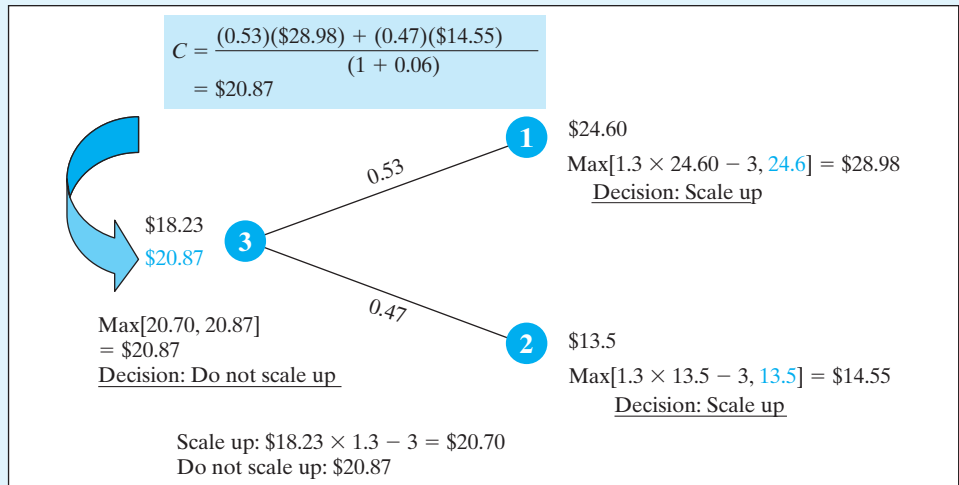 C = (0.53)($28.98) + (0.47)($14.55)
(1 + 0.06)
= $20.87
1
$24.60
Max[1.3 × 24.60 − 3, 24.6] = $28.98
Decision: Scale up
0.53
$18.23
3
$20.87
0.47
Max[20.70, 20.87]
= $20.87
Decision: Do not scale up
2
$13.5
Max[1.3 × 13.5 − 3, 13.5] = $14.55
Decision: Scale up
Scale up: $18.23 × 1.3 − 3 = $20.70
Do not scale up: $20.87